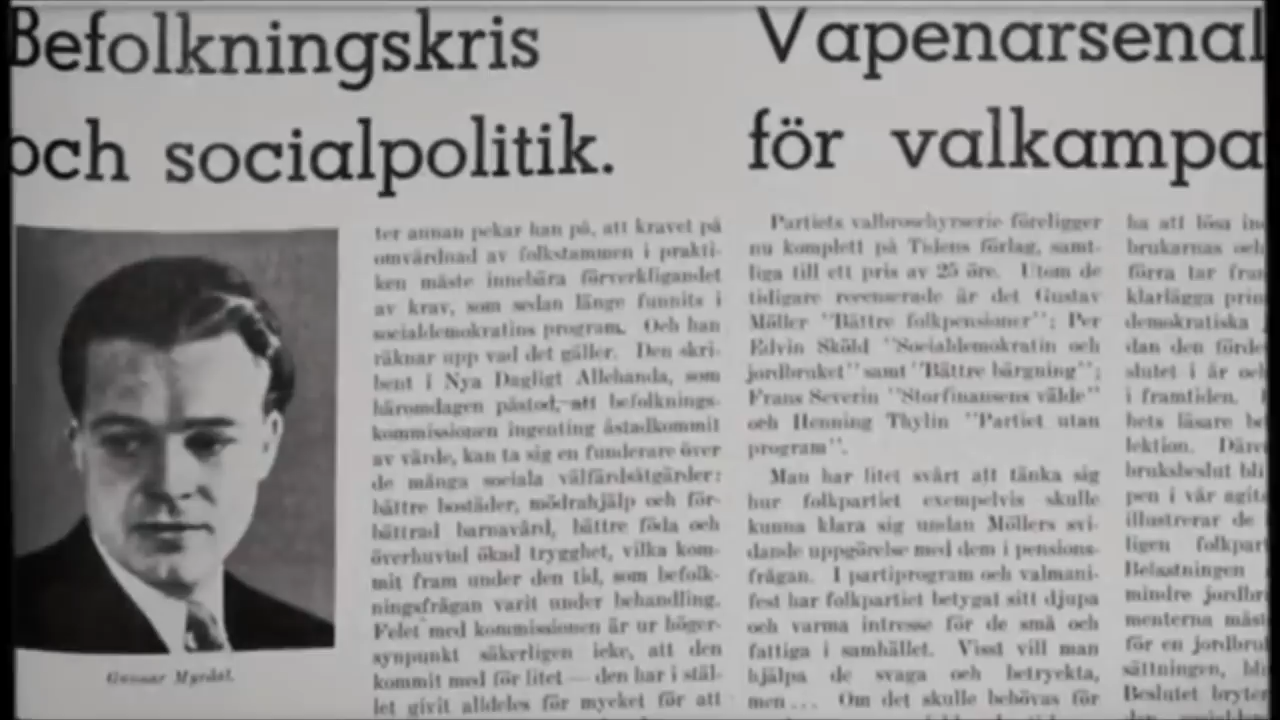 Befolkningskris
och socialpolitik.
Gunnar Myrdal.
ter annan pekar han på, att kravet på
omvårdnad av folkstammen i prakti-
ken måste innebära förverkligandet
av krav, som sedan länge funnits i
socialdemokratins program. Och han
räknar upp vad det gäller. Den skri-
bent i Nya Dagligt Allehanda, som
häromdagen påstod, att befolknings-
kommissionen ingenting åstadkommit
av värde, kan ta sig en funderare över
de många sociala välfärdsåtgärder:
bättre bostäder, mödrahjälp och för-
bättrad barnavård, bättre föda och
överhuvud ökad trygghet, vilka kom-
mit fram under den tid, som befolk-
ningsfrågan varit under behandling.
Felet med kommissionen är ur höger-
synpunkt säkerligen icke, att den
kommit med för litet — den har i stäl-
let givit alldeles för mycket för att
Vapenarsenal
för valkampa
Partiets valbroschyrserie föreligger
nu komplett på Tidens förlag, samt-
liga till ett pris av 25 öre. Utom de
tidigare recenserade är det Gustav
Möller "Bättre folkpensioner"; Per
Edvin Sköld "Socialdemokratin och
jordbruket" samt "Bättre bärgning";
Frans Severin "Storfinansens välde"
och Henning Thylin "Partiet utan
program".
Man har litet svårt att tänka sig
hur folkpartiet exempelvis skulle
kunna klara sig undan Möllers svi-
dande uppgörelse med dem i pensions-
frågan. I partiprogram och valmani-
fest har folkpartiet betygat sitt djupa
och varma intresse för de små och
fattiga i samhället. Visst vill man
hjälpa de svaga och betryckta,
men... Om det skulle behövas för
ha att lösa in
brukarnas och
förra tar fra
klarlägga prin
demokratiska
dan den förde
slutet i år och
i framtiden.
hets läsare be
lektion. Däre
bruksbeslut bli
pen i vår agit
illustrerar de
ligen folkpar
Belastningen
mindre jordbr
menterna mäst
för en jordbru
sättningen, bli
Beslutet bryter